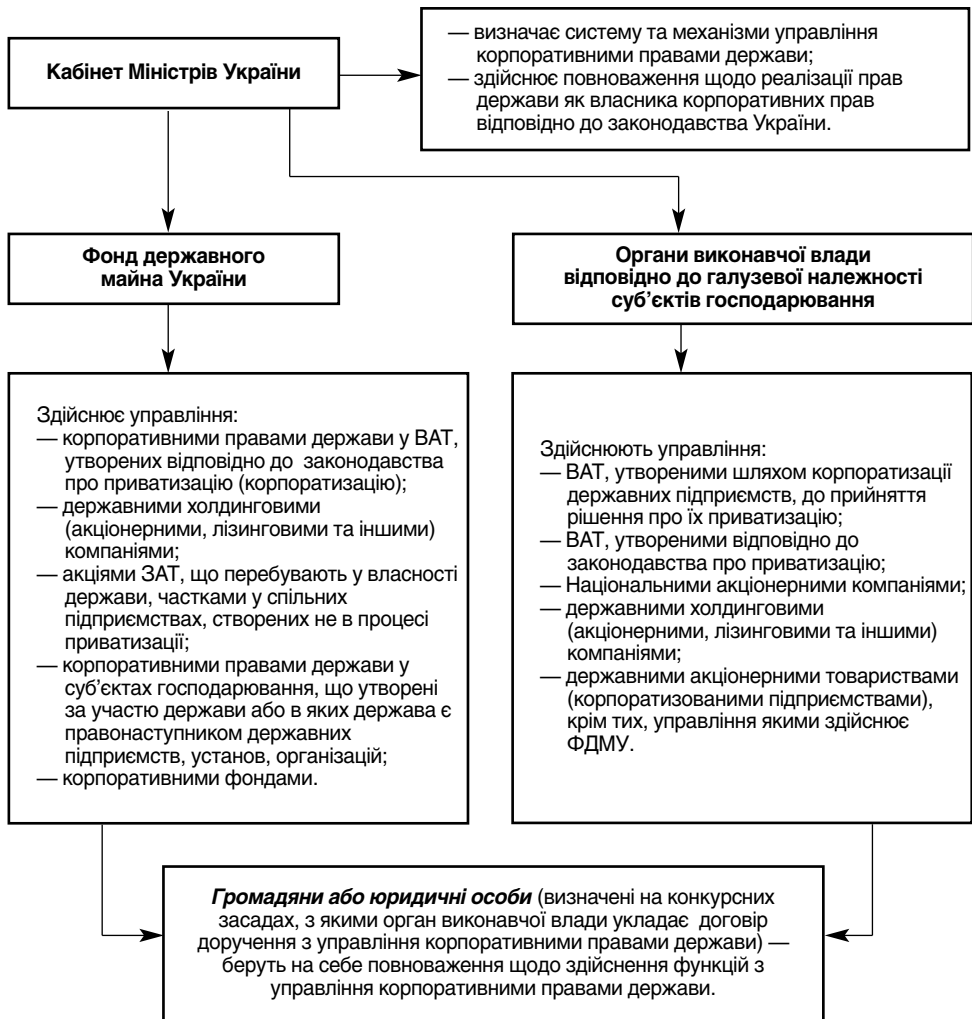 Кабінет Міністрів України
— визначає систему та механізми управління
корпоративними правами держави;
— здійснює повноваження щодо реалізації прав
держави як власника корпоративних прав
відповідно до законодавства України.
Фонд державного
майна України
Органи виконавчої влади
відповідно до галузевої належності
суб’єктів господарювання
Здійснює управління:
— корпоративними правами держави у ВАТ,
утворених відповідно до законодавства
про приватизацію (корпоратизацію);
— державними холдинговими
(акціонерними, лізинговими та іншими)
компаніями;
— акціями ЗАТ, що перебувають у власності
держави, частками у спільних
підприємствах, створених не в процесі
приватизації;
— корпоративними правами держави у
суб’єктах господарювання, що утворені
за участю держави або в яких держава є
правонаступником державних
підприємств, установ, організацій;
— корпоративними фондами.
Здійснюють управління:
— ВАТ, утвореними шляхом корпоратизації
державних підприємств, до прийняття
рішення про їх приватизацію;
— ВАТ, утвореними відповідно до
законодавства про приватизацію;
— Національними акціонерними компаніями;
— державними холдинговими
(акціонерними, лізинговими та іншими)
компаніями;
— державними акціонерними товариствами
(корпоратизованими підприємствами),
крім тих, управління якими здійснює
ФДМУ.
Громадяни або юридичні особи (визначені на конкурсних
засадах, з якими орган виконавчої влади укладає договір
доручення з управління корпоративними правами держави) —
беруть на себе повноваження щодо здійснення функцій з
управління корпоративними правами держави.